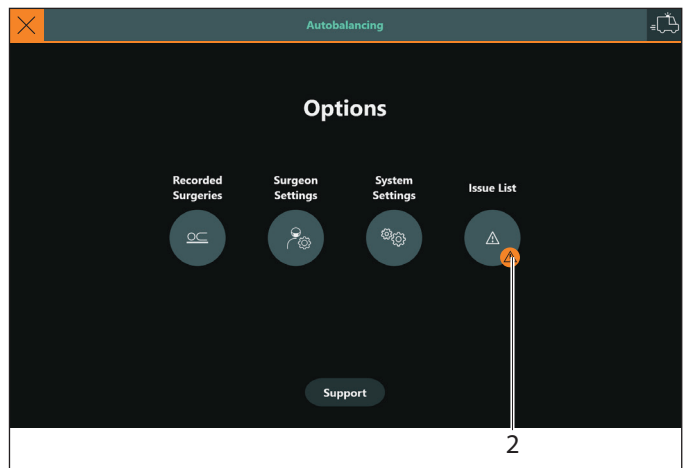 Autobalancing
Options
Recorded
Surgeries
Surgeon
Settings
System
Settings
Issue List
Support
2